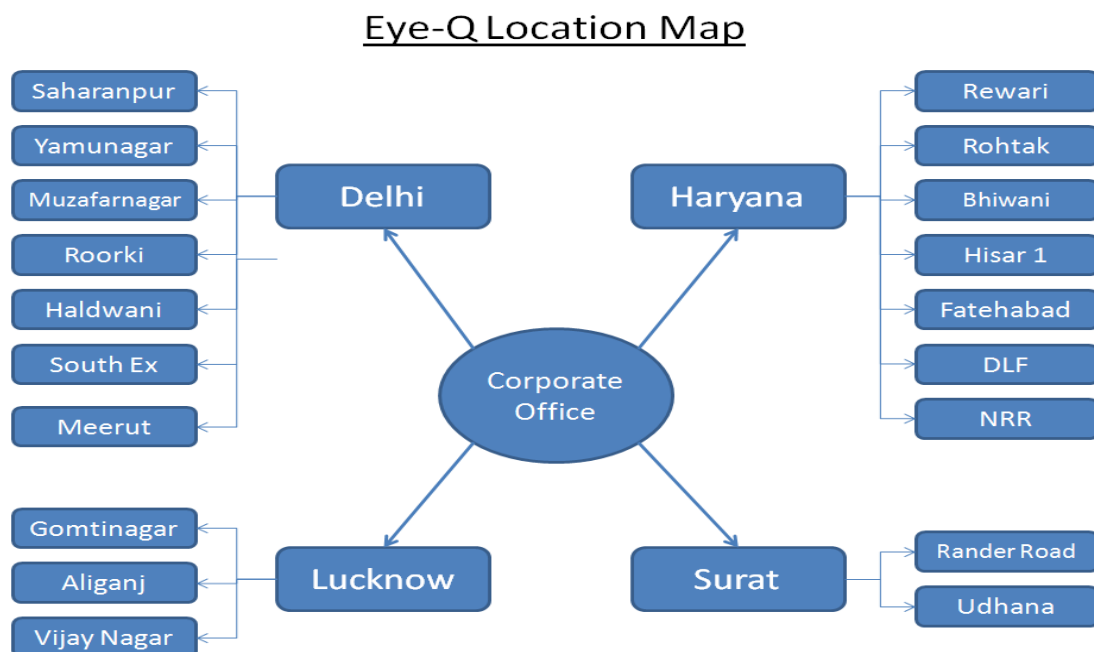 Eye-Q Location Map
Saharanpur
Yamunagar
Muzafarnagar
Roorki
Haldwani
South Ex
Meerut
Delhi
Haryana
Rewari
Rohtak
Bhiwani
Hisar 1
Fatehabad
DLF
NRR
Corporate
Office
Gomtinagar
Aliganj
Vijay Nagar
Lucknow
Surat
Rander Road
Udhana